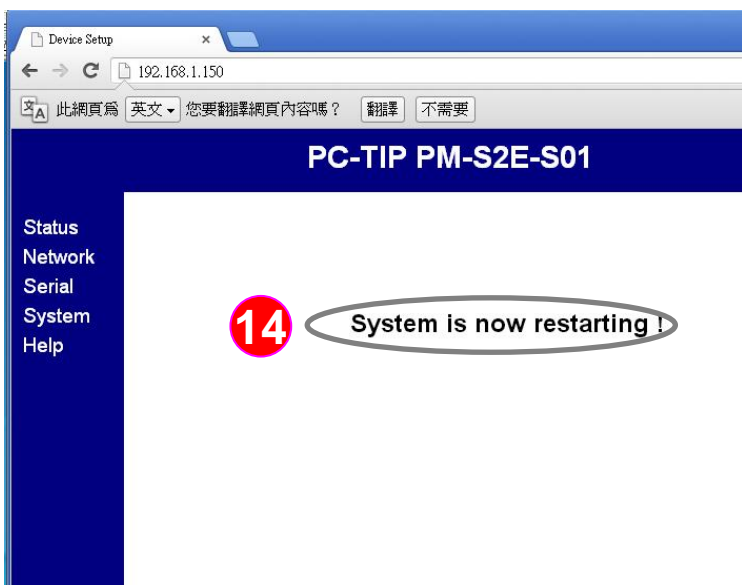 Device Setup
192.168.1.150
此網頁為 英文 您要翻譯網頁內容嗎？ 翻譯 不需要
PC-TIP PM-S2E-S01
Status
Network
Serial
System
Help
14 System is now restarting !